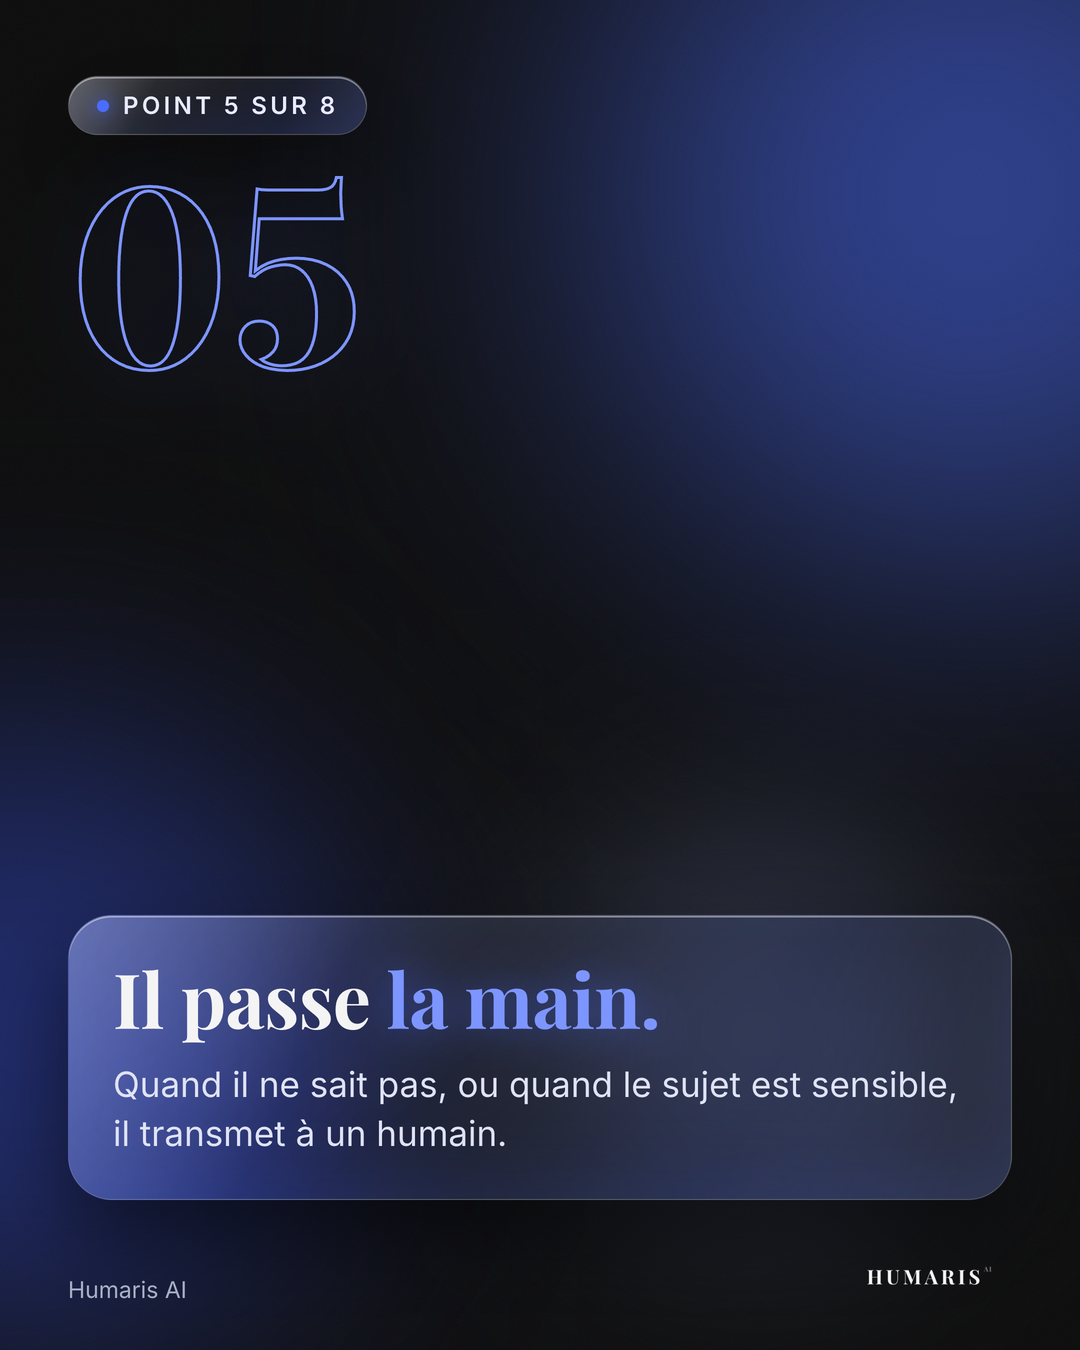 POINT 5 SUR 8
05
Il passe la main.
Quand il ne sait pas, ou quand le sujet est sensible,
il transmet à un humain.
Humaris AI
HUMARIS AI